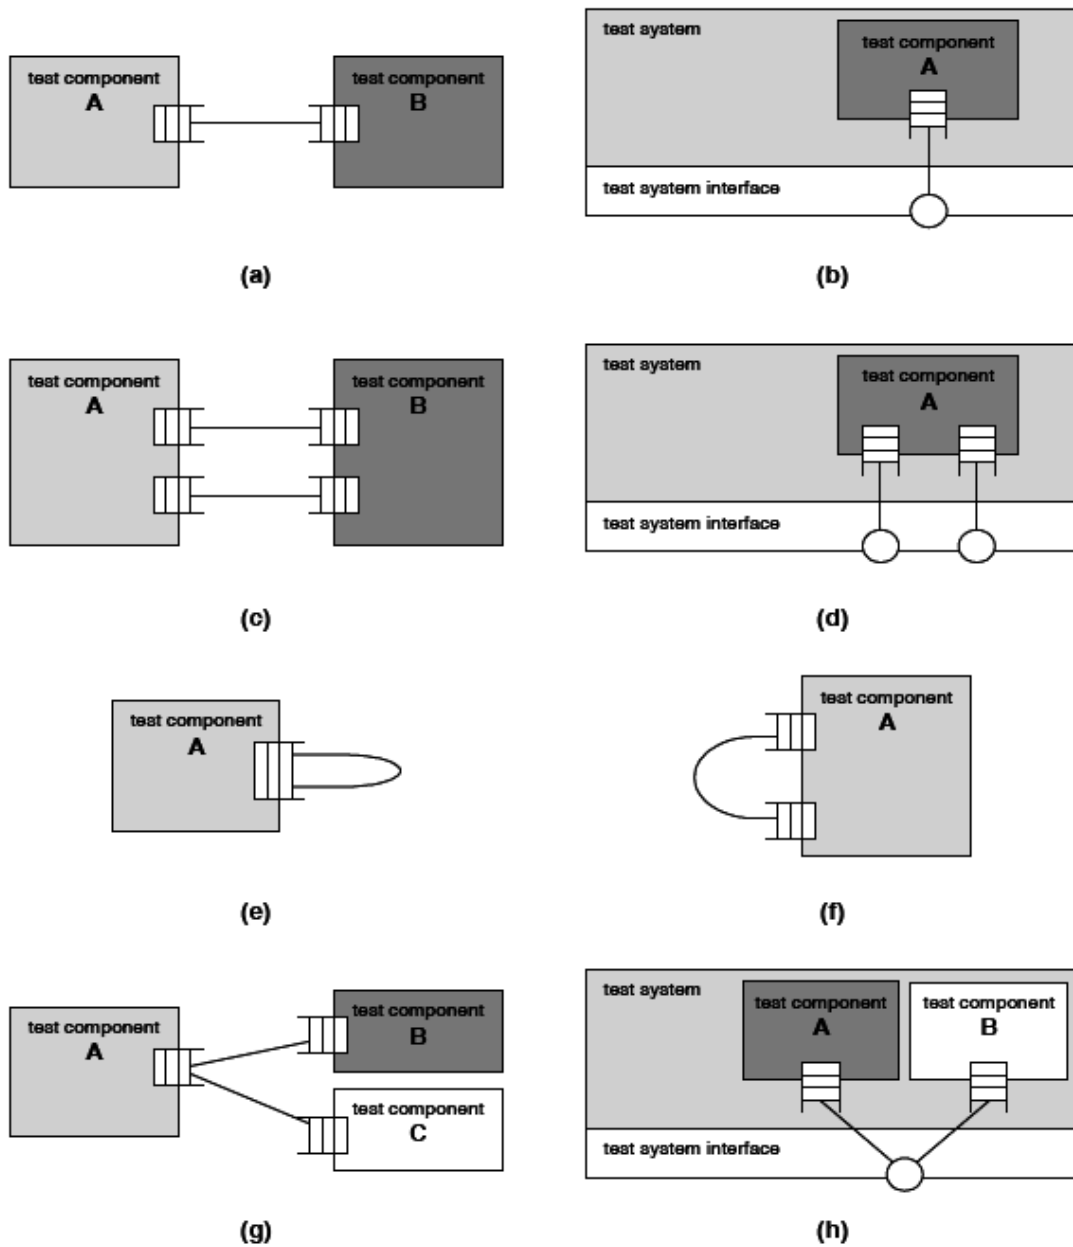 test component
A
test component
B
(a)
test system
test component
A
test system interface
(b)
test component
A
test component
B
(c)
test system
test component
A
test system interface
(d)
test component
A
(e)
test component
A
(f)
test component
A
test component
B
test component
C
(g)
test system
test component
A
test component
B
test system interface
(h)